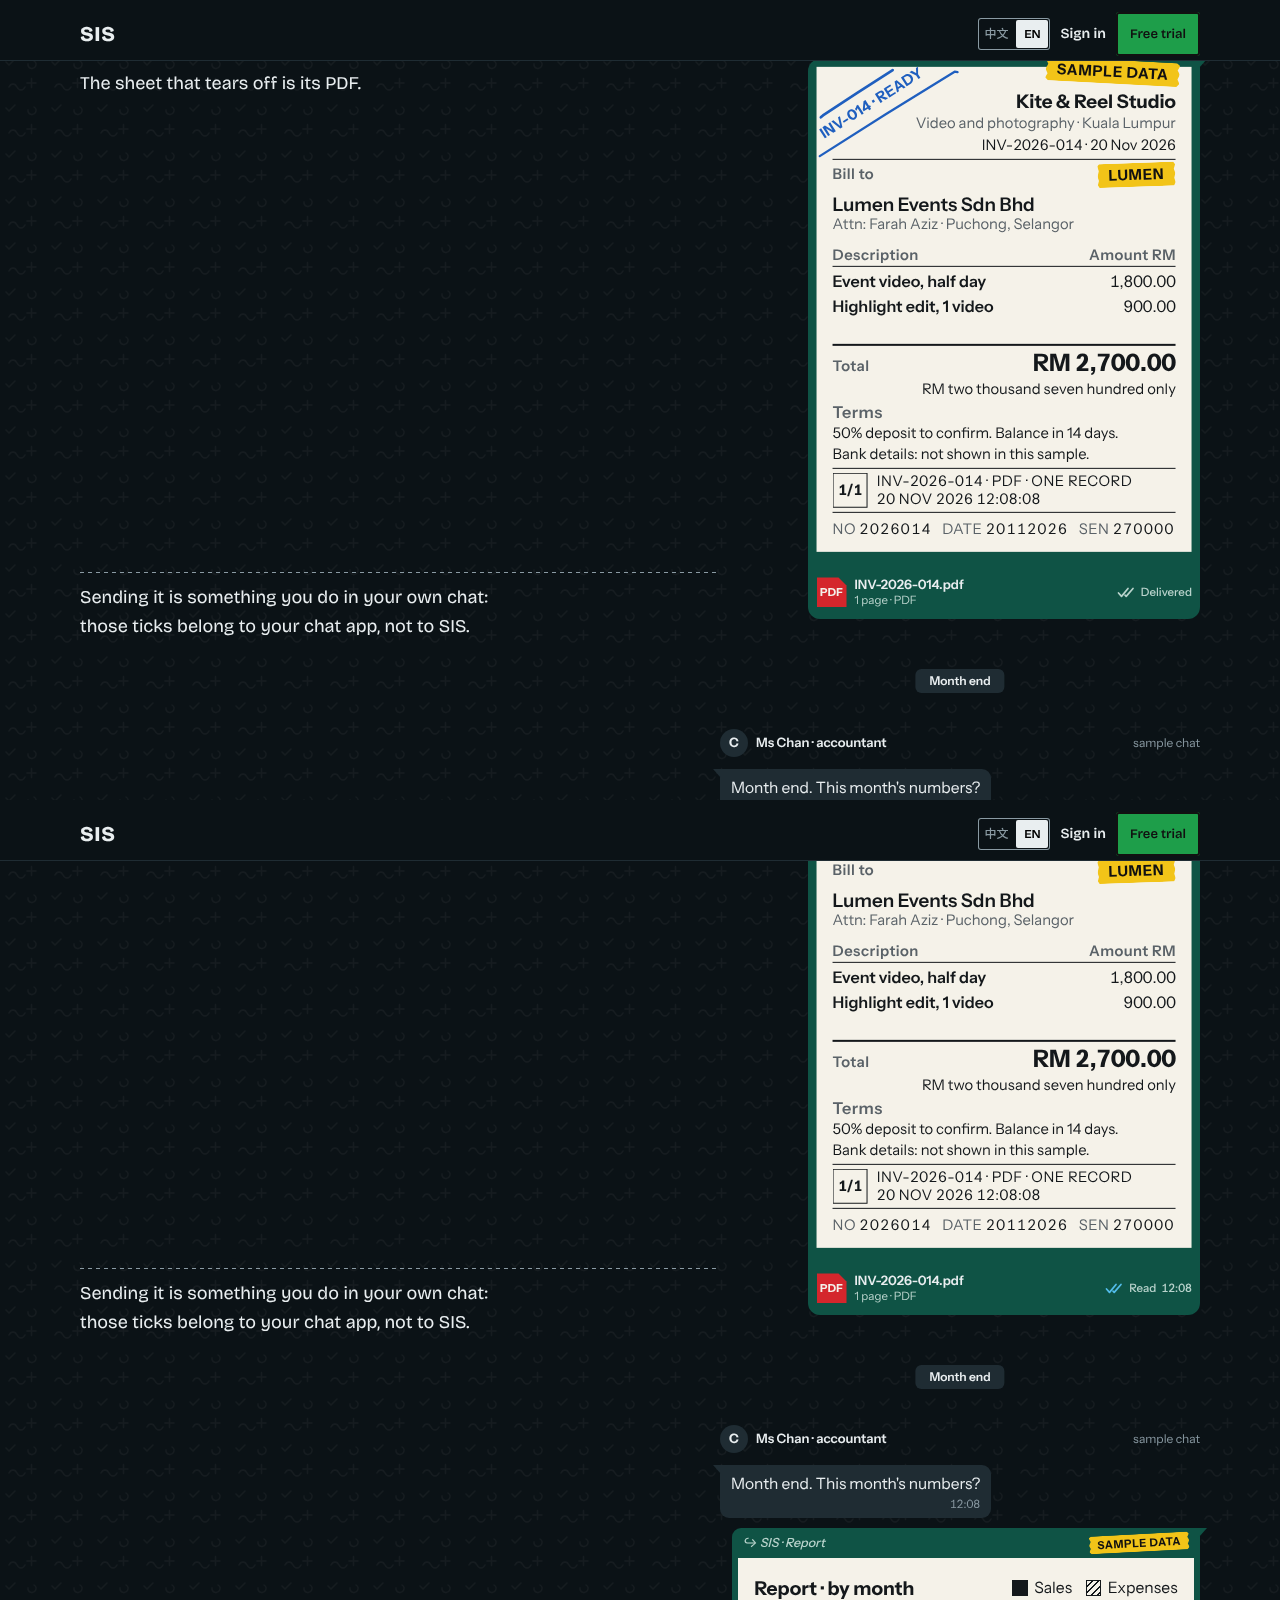 SIS
中文 EN Sign in Free trial
The sheet that tears off is its PDF.
SAMPLE DATA
INV-014 · READY
Kite & Reel Studio
Video and photography · Kuala Lumpur
INV-2026-014 · 20 Nov 2026
Bill to
LUMEN
Lumen Events Sdn Bhd
Attn: Farah Aziz · Puchong, Selangor
Description Amount RM
Event video, half day 1,800.00
Highlight edit, 1 video 900.00
Total RM 2,700.00
RM two thousand seven hundred only
Terms
50% deposit to confirm. Balance in 14 days.
Bank details: not shown in this sample.
1/1
INV-2026-014 · PDF · ONE RECORD
20 NOV 2026 12:08:08
NO 2026014 DATE 20112026 SEN 270000
PDF
INV-2026-014.pdf
1 page · PDF
Delivered
Sending it is something you do in your own chat:
those ticks belong to your chat app, not to SIS.
Month end
C Ms Chan · accountant sample chat
Month end. This month's numbers?
SIS
中文 EN Sign in Free trial
Bill to
LUMEN
Lumen Events Sdn Bhd
Attn: Farah Aziz · Puchong, Selangor
Description Amount RM
Event video, half day 1,800.00
Highlight edit, 1 video 900.00
Total RM 2,700.00
RM two thousand seven hundred only
Terms
50% deposit to confirm. Balance in 14 days.
Bank details: not shown in this sample.
1/1
INV-2026-014 · PDF · ONE RECORD
20 NOV 2026 12:08:08
NO 2026014 DATE 20112026 SEN 270000
PDF
INV-2026-014.pdf
1 page · PDF
Read 12:08
Sending it is something you do in your own chat:
those ticks belong to your chat app, not to SIS.
Month end
C Ms Chan · accountant sample chat
Month end. This month's numbers?
12:08
SIS · Report
SAMPLE DATA
Report · by month Sales Expenses